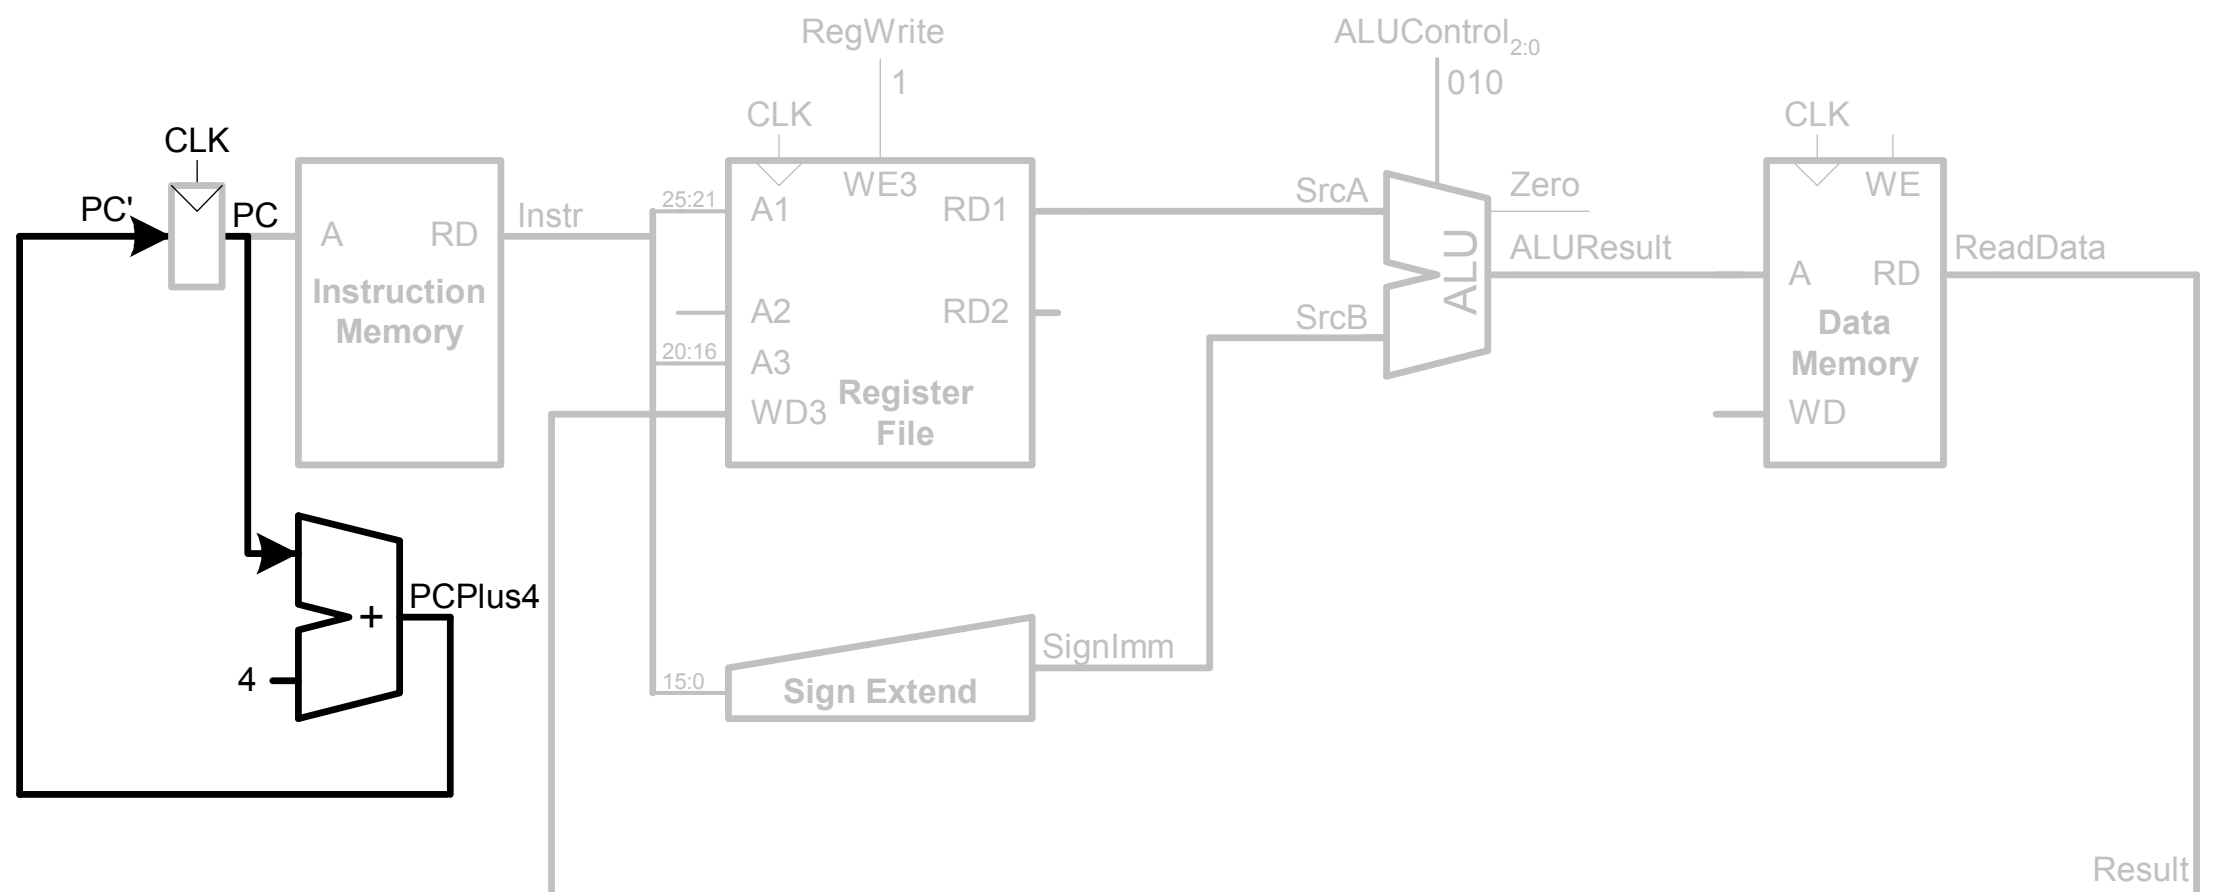 RegWrite
ALUControl2:0
1
010
CLK
CLK
CLK
PC'
PC
A
RD
Instruction
Memory
Instr
25:21
20:16
15:0
WE3
A1
RD1
A2
RD2
A3
WD3
Register
File
SrcA
SrcB
ALU
Zero
ALUResult
WE
A
RD
Data
Memory
WD
ReadData
PCPlus4
+
4
Sign Extend
SignImm
Result